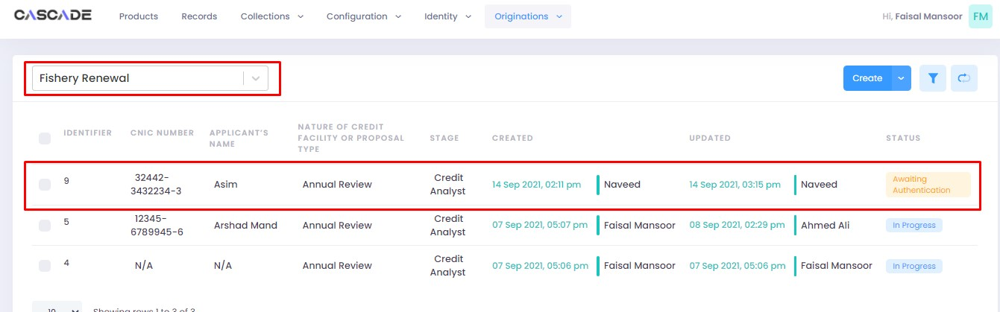 CASCADE Products Records Collections Configuration Identity Originations Hi, Faisal Mansoor FM
Fishery Renewal Create
IDENTIFIER CNIC NUMBER APPLICANT'S NAME NATURE OF CREDIT FACILITY OR PROPOSAL TYPE STAGE CREATED UPDATED STATUS
9 32442-3432234-3 Asim Annual Review Credit Analyst 14 Sep 2021, 02:11 pm Naveed 14 Sep 2021, 03:15 pm Naveed Awaiting Authentication
5 12345-6789945-6 Arshad Mand Annual Review Credit Analyst 07 Sep 2021, 05:07 pm Faisal Mansoor 08 Sep 2021, 02:29 pm Ahmed Ali In Progress
4 N/A N/A Annual Review Credit Analyst 07 Sep 2021, 05:06 pm Faisal Mansoor 07 Sep 2021, 05:06 pm Faisal Mansoor In Progress
10 Showing rows 1 to 3 of 3